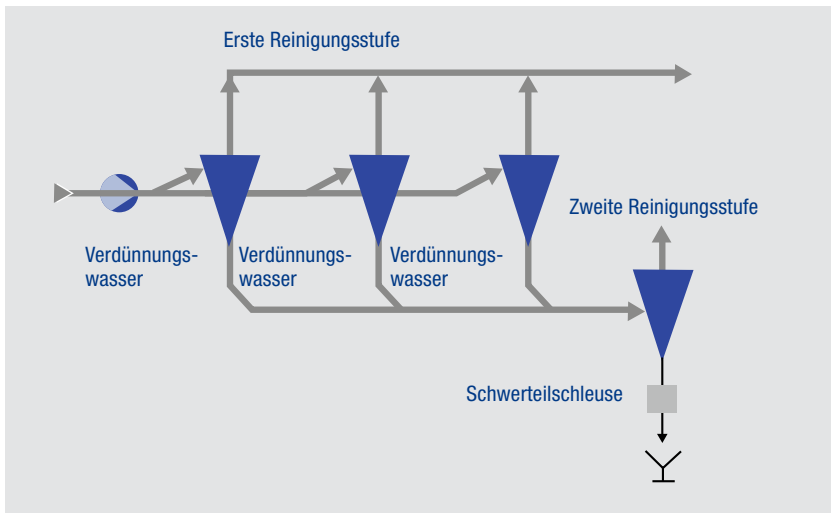 Erste Reinigungsstufe
Zweite Reinigungsstufe
Verdünnungs-
wasser
Verdünnungs-
wasser
Verdünnungs-
wasser
Schwerteilschleuse